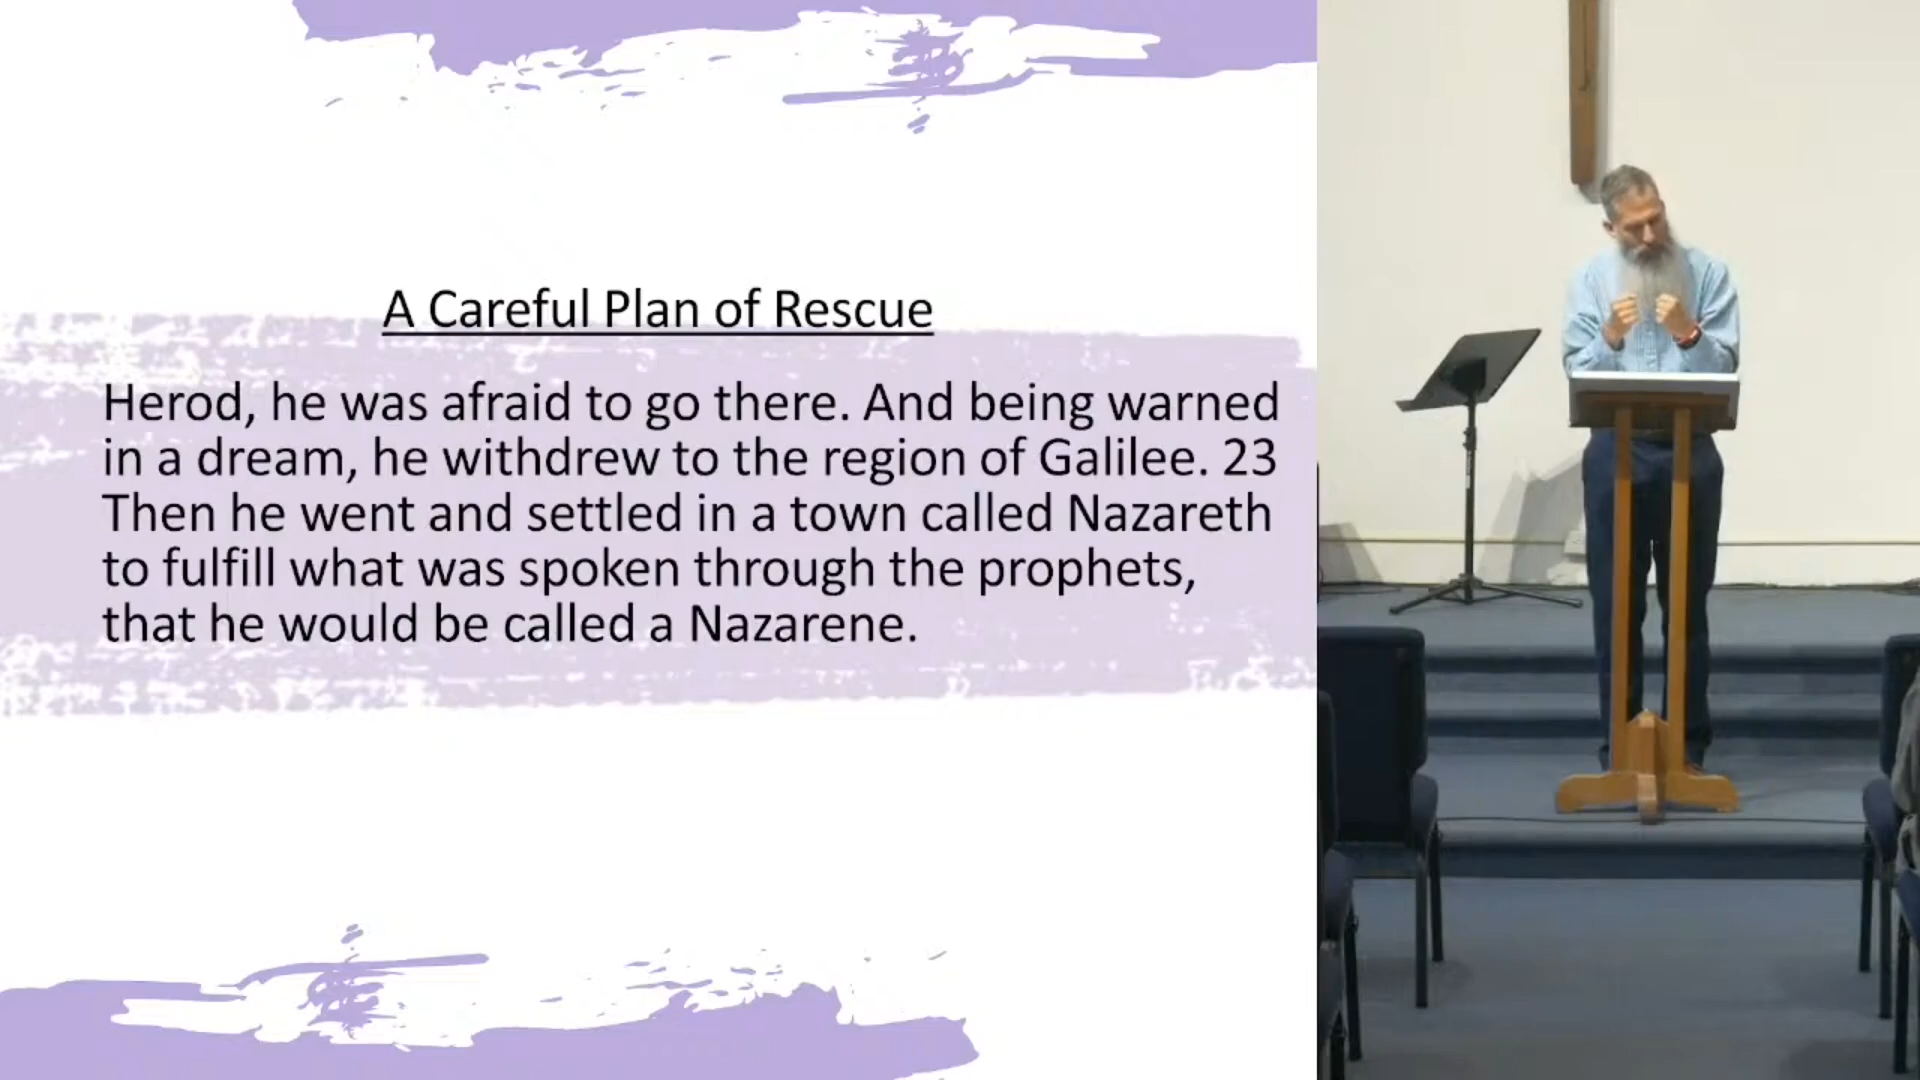 A Careful Plan of Rescue
Herod, he was afraid to go there. And being warned
in a dream, he withdrew to the region of Galilee. 23
Then he went and settled in a town called Nazareth
to fulfill what was spoken through the prophets,
that he would be called a Nazarene.